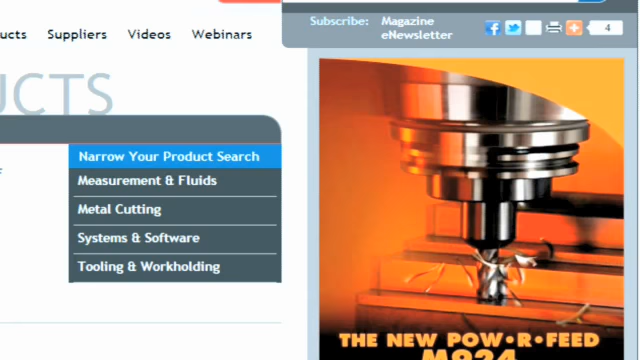 Subscribe: Magazine
eNewsletter
4
Suppliers Videos Webinars
UCTS
Narrow Your Product Search
Measurement & Fluids
Metal Cutting
Systems & Software
Tooling & Workholding
THE NEW POW•R•FEED
M924